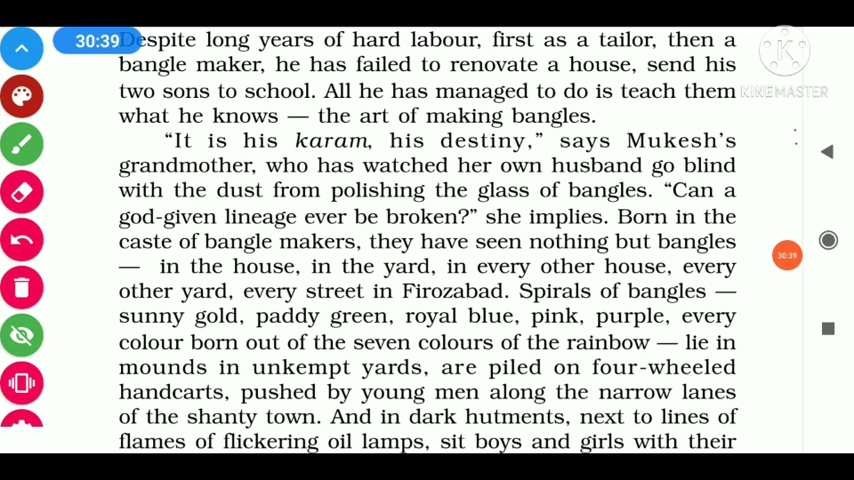 30:39
Despite long years of hard labour, first as a tailor, then a
bangle maker, he has failed to renovate a house, send his
two sons to school. All he has managed to do is teach them
what he knows — the art of making bangles.
"It is his karam, his destiny," says Mukesh's
grandmother, who has watched her own husband go blind
with the dust from polishing the glass of bangles. "Can a
god-given lineage ever be broken?" she implies. Born in the
caste of bangle makers, they have seen nothing but bangles
— in the house, in the yard, in every other house, every
other yard, every street in Firozabad. Spirals of bangles —
sunny gold, paddy green, royal blue, pink, purple, every
colour born out of the seven colours of the rainbow — lie in
mounds in unkempt yards, are piled on four-wheeled
handcarts, pushed by young men along the narrow lanes
of the shanty town. And in dark hutments, next to lines of
flames of flickering oil lamps, sit boys and girls with their
K
KINEMASTER
30:39